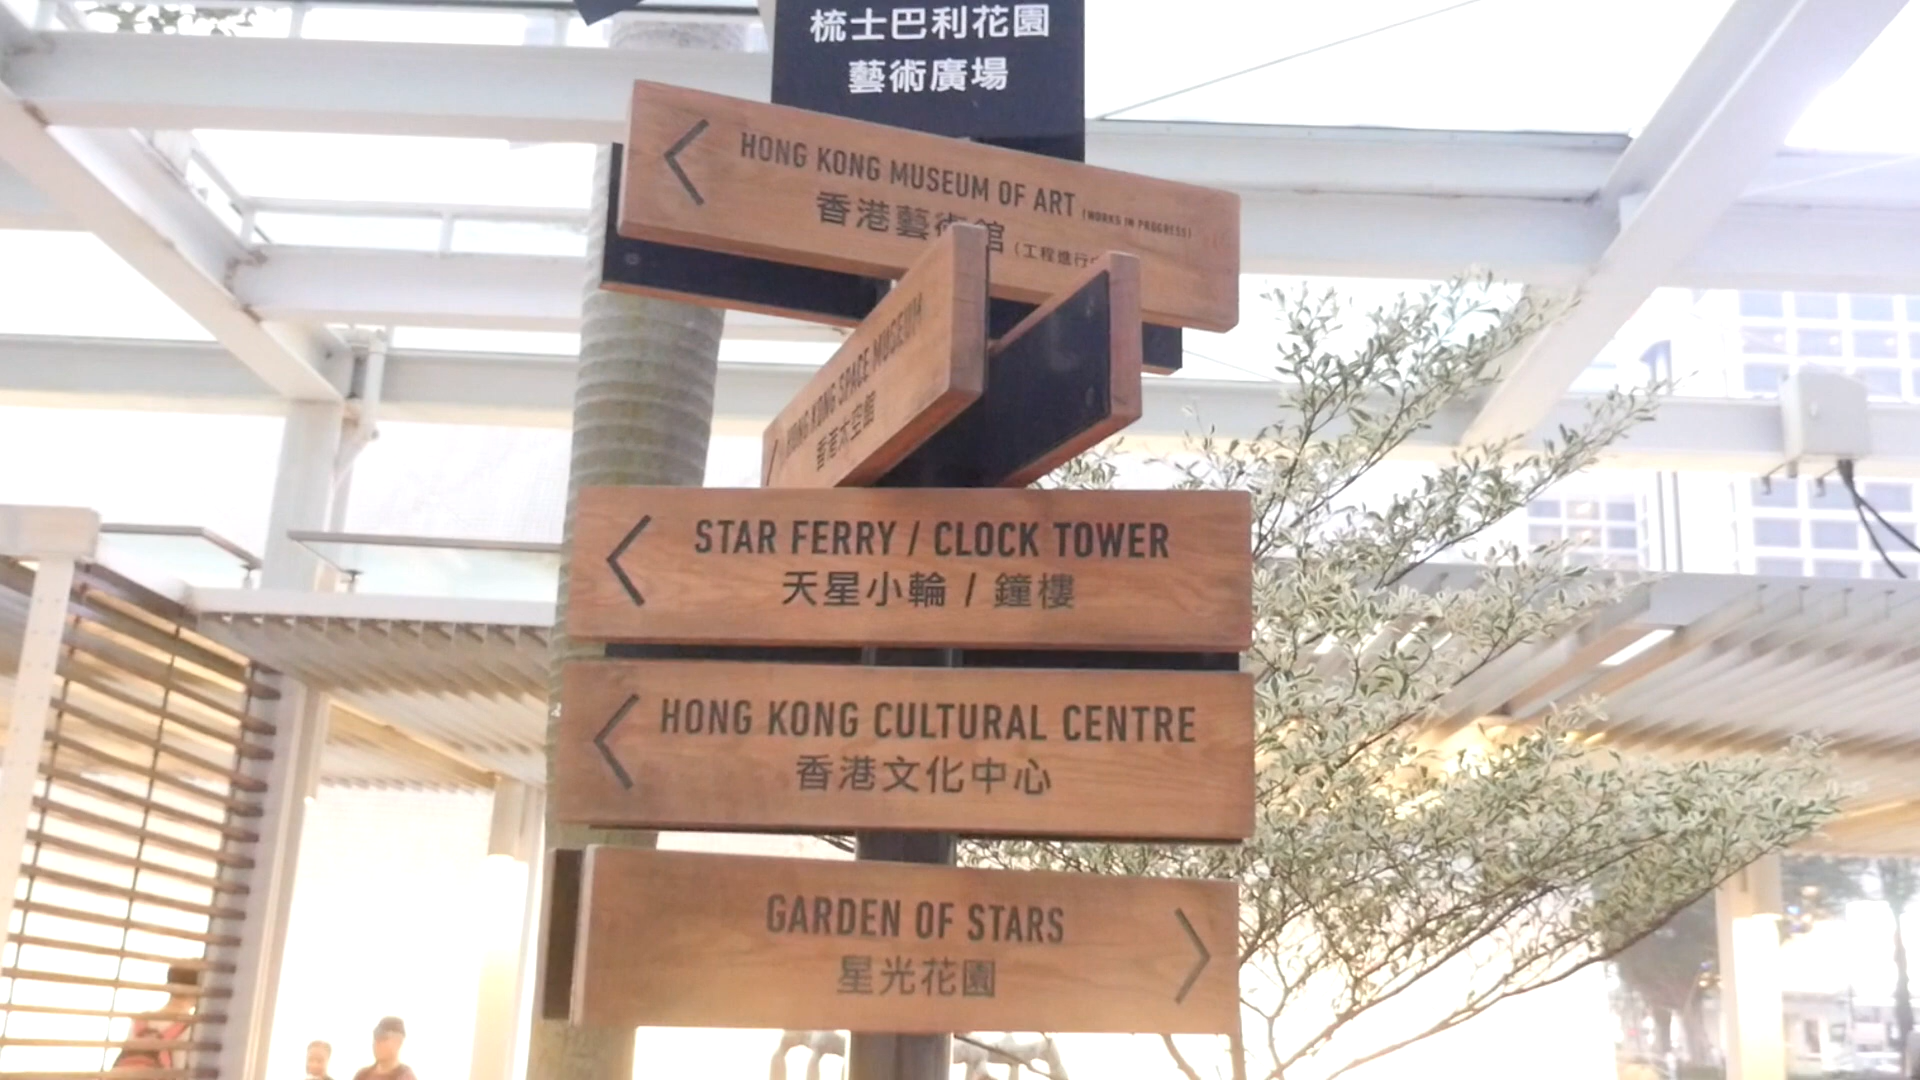 梳士巴利花園
藝術廣場
HONG KONG MUSEUM OF ART (WORKS IN PROGRESS)
香港藝術館 (工程進行
HONG KONG SPACE MUSEUM
香港太空館
STAR FERRY / CLOCK TOWER
天星小輪 / 鐘樓
HONG KONG CULTURAL CENTRE
香港文化中心
GARDEN OF STARS
星光花園